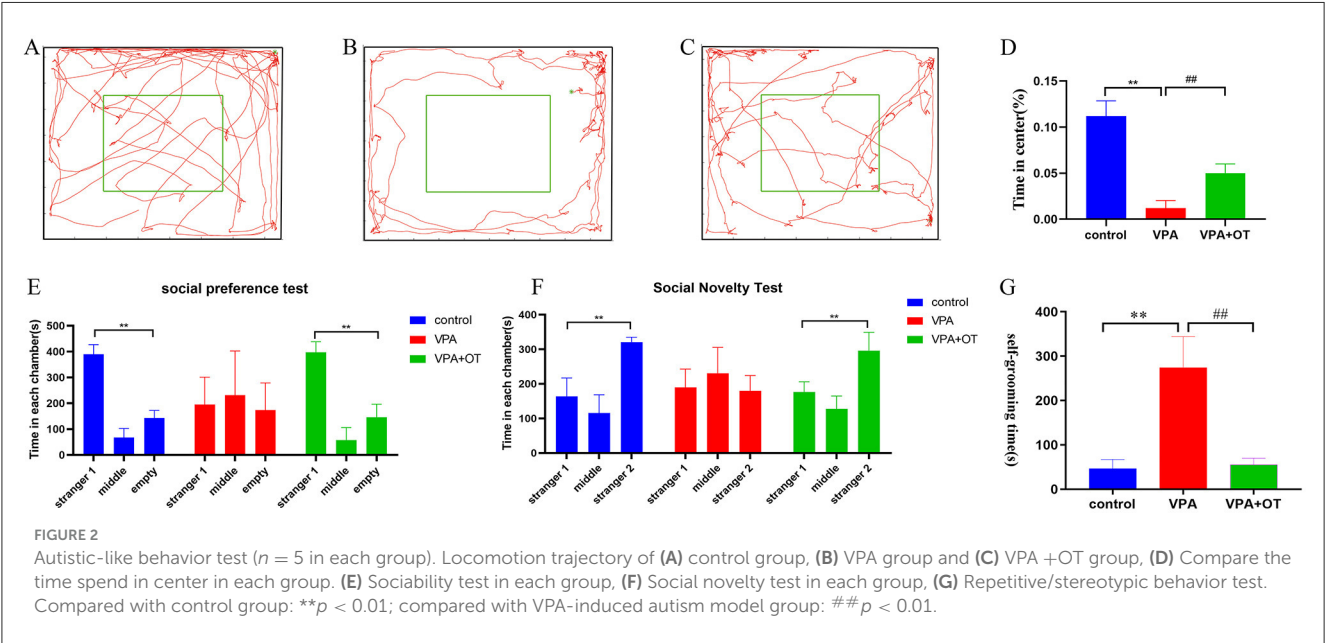 A
B
C
D
Time in center(%)
0.15
0.10
0.05
0.00
**
##
control
VPA
VPA+OT
E
social preference test
Time in each chamber(s)
500
400
300
200
100
0
**
**
stranger 1
middle
empty
stranger 1
middle
empty
stranger 1
middle
empty
control
VPA
VPA+OT
F
Social Novelty Test
Time in each chamber(s)
400
300
200
100
0
**
**
stranger 1
middle
stranger 2
stranger 1
middle
stranger 2
stranger 1
middle
stranger 2
control
VPA
VPA+OT
G
self-grooming time(s)
400
300
200
100
0
**
##
control
VPA
VPA+OT
FIGURE 2
Autistic-like behavior test (n = 5 in each group). Locomotion trajectory of (A) control group, (B) VPA group and (C) VPA +OT group, (D) Compare the
time spend in center in each group. (E) Sociability test in each group, (F) Social novelty test in each group, (G) Repetitive/stereotypic behavior test.
Compared with control group: **p < 0.01; compared with VPA-induced autism model group: ##p < 0.01.